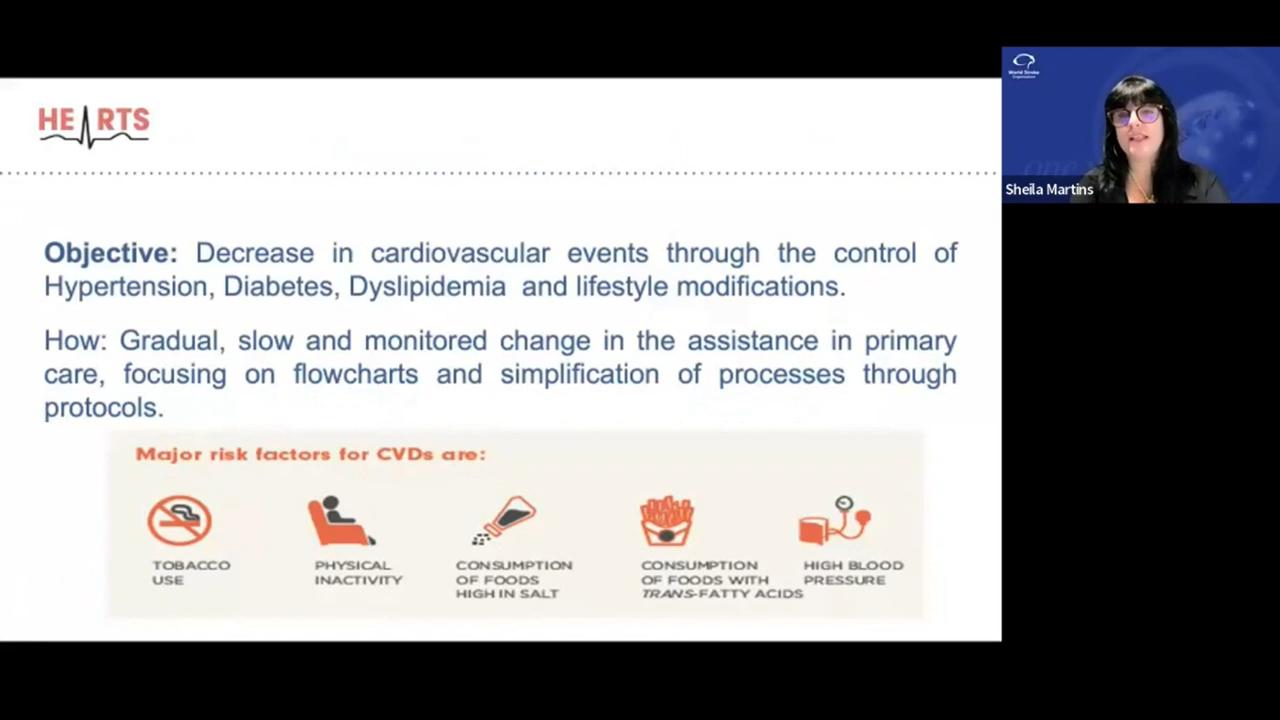 HEARTS
Objective: Decrease in cardiovascular events through the control of
Hypertension, Diabetes, Dyslipidemia and lifestyle modifications.
How: Gradual, slow and monitored change in the assistance in primary
care, focusing on flowcharts and simplification of processes through
protocols.
Major risk factors for CVDs are:
TOBACCO
USE
PHYSICAL
INACTIVITY
CONSUMPTION
OF FOODS
HIGH IN SALT
CONSUMPTION
OF FOODS WITH
TRANS-FATTY ACIDS
HIGH BLOOD
PRESSURE
World Stroke
Organization
Sheila Martins